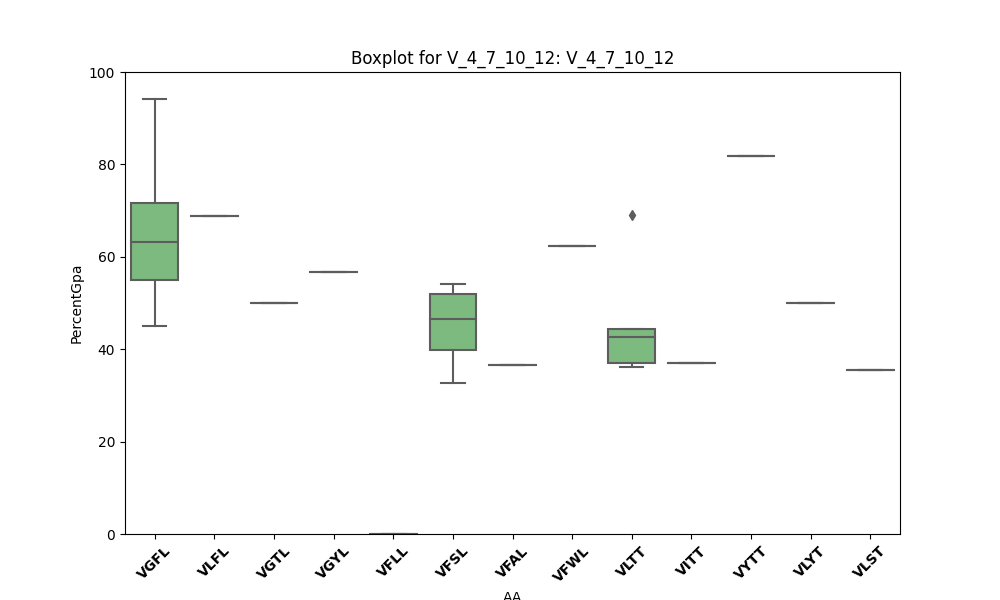 Boxplot for V_4_7_10_12: V_4_7_10_12
100
80
60
40
20
0
PercentGpa
VGFL
VLFL
VGTL
VGYL
VFLL
VFSL
VFAL
VFWL
VLTT
VITT
VYTT
VLYT
VLST
AA